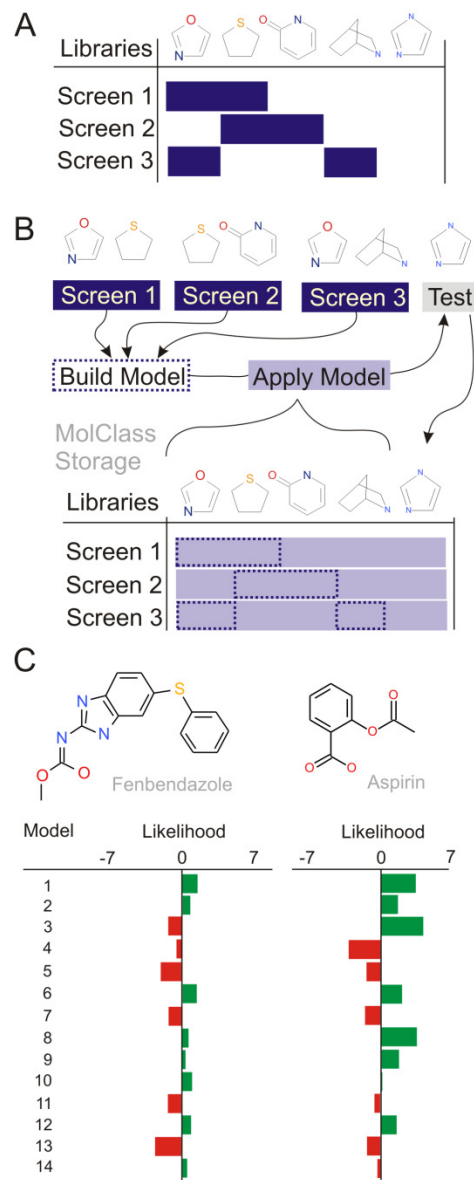 A
Libraries
O
N
S
O
N
N
N
N
Screen 1
Screen 2
Screen 3
B
O
N
S
S
O
N
O
N
N
N
N
Screen 1 Screen 2 Screen 3 Test
Build Model Apply Model
MolClass
Storage
Libraries
O
N
S
O
N
N
N
N
Screen 1
Screen 2
Screen 3
C
N
N
N
S
O
O
Fenbendazole
O
O
O
O
Aspirin
Model Likelihood Likelihood
-7 0 7 -7 0 7
1
2
3
4
5
6
7
8
9
10
11
12
13
14